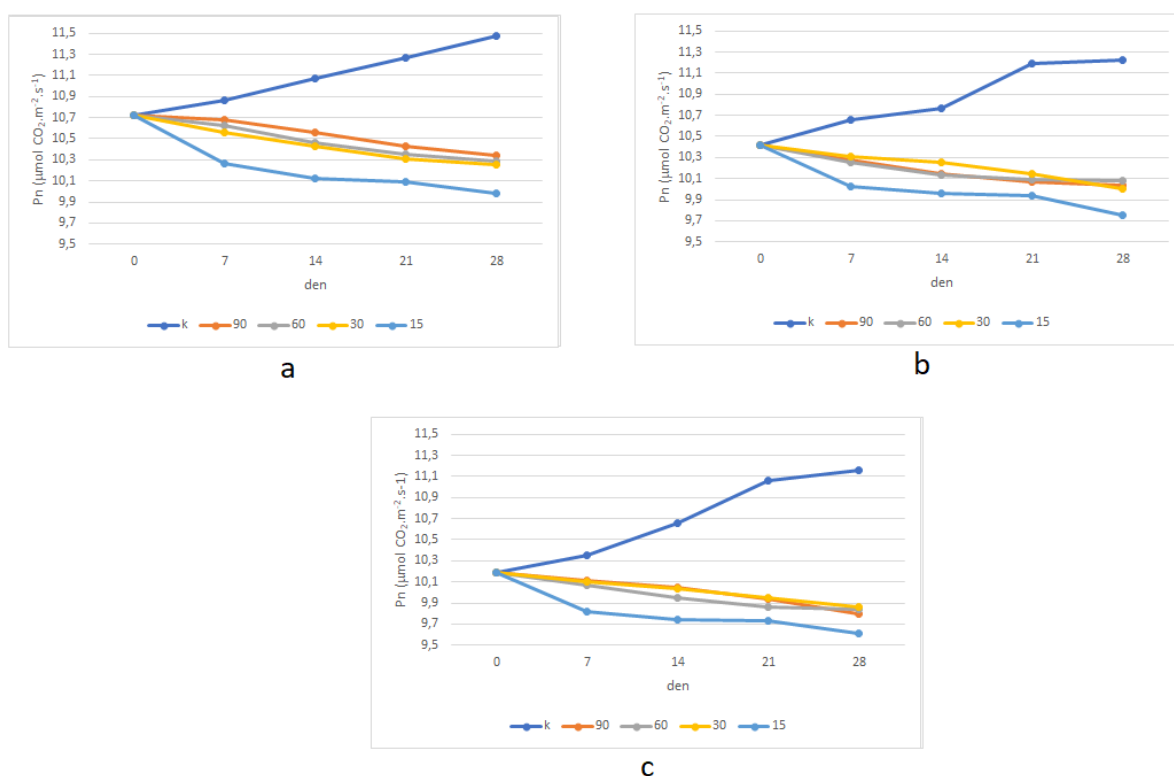 11,5
11,3
11,1
10,9
10,7
10,5
10,3
10,1
9,9
9,7
9,5
Pn (µmol CO₂.m⁻².s⁻¹)
0 7 14 21 28
den
k 90 60 30 15
a
11,5
11,3
11,1
10,9
10,7
10,5
10,3
10,1
9,9
9,7
9,5
Pn (µmol CO₂.m⁻².s⁻¹)
0 7 14 21 28
den
k 90 60 30 15
b
11,5
11,3
11,1
10,9
10,7
10,5
10,3
10,1
9,9
9,7
9,5
Pn (µmol CO₂.m⁻².s-1)
0 7 14 21 28
den
k 90 60 30 15
c